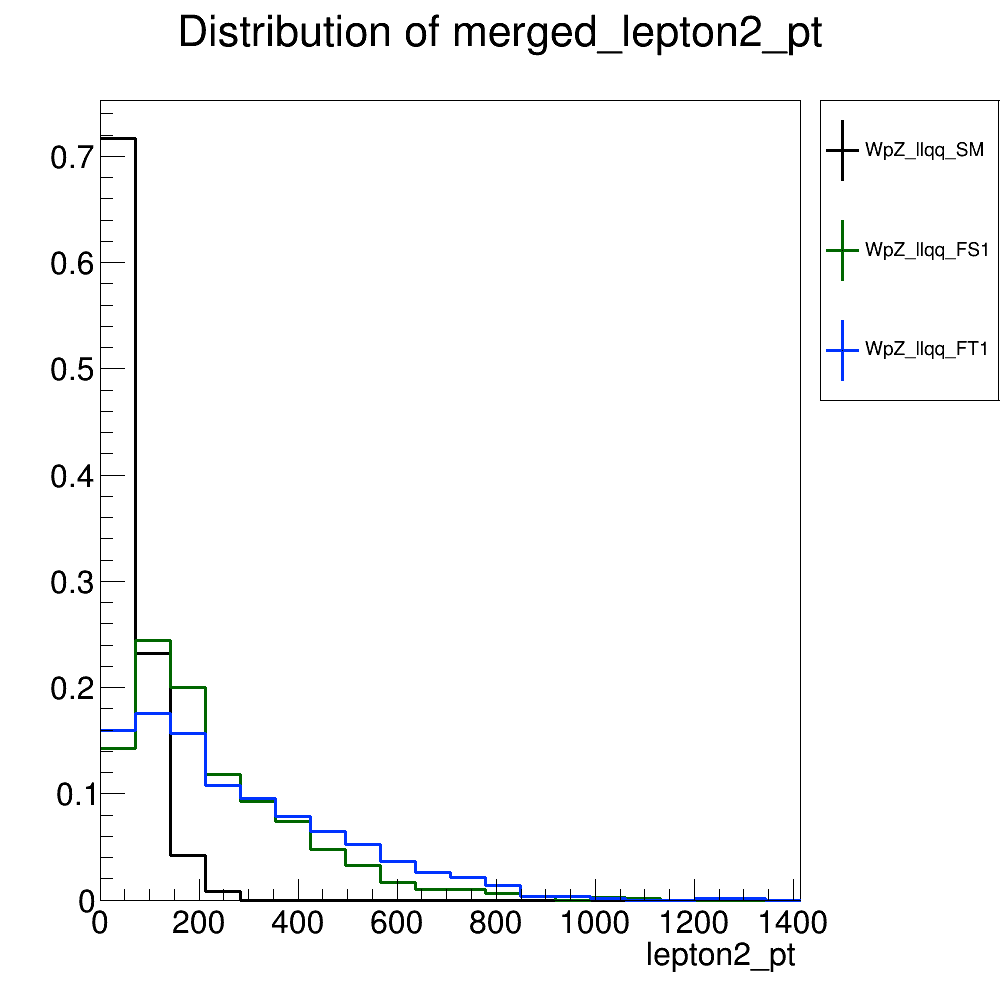 Distribution of merged_lepton2_pt
WpZ_llqq_SM
WpZ_llqq_FS1
WpZ_llqq_FT1
0.7
0.6
0.5
0.4
0.3
0.2
0.1
0
0 200 400 600 800 1000 1200 1400
lepton2_pt